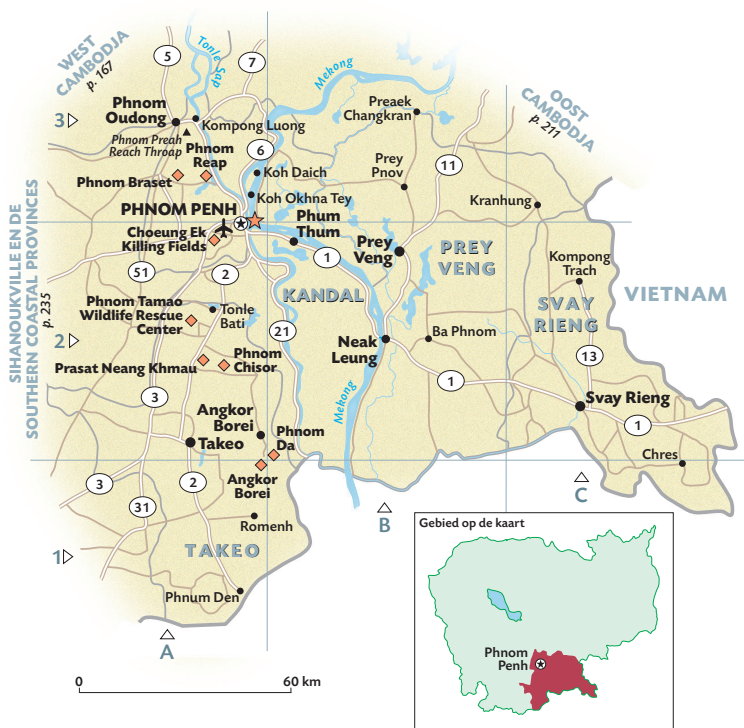 WEST
CAMBODJA
p. 167
5
Tonle Sap
7
Mekong
OOST
CAMBODJA
p. 211
Phnom
Oudong
3
Kompong Luong
Preaek
Changkran
Phnom Preah
Reach Throap
Phnom
Reap
6
11
Phnom Braset
Koh Daich
Prey
Pnov
Koh Okhna Tey
Kranhung
PHNOM PENH
Choeung Ek
Killing Fields
Phum
Thum
1
Prey
Veng
PREY
VENG
Kompong
Trach
SIHANOUKVILLE EN DE
SOUTHERN COASTAL PROVINCES
p. 235
51
2
KANDAL
SVAY
RIENG
VIETNAM
Phnom Tamao
Wildlife Rescue
Center
Tonle
Bati
21
2
Neak
Leung
Ba Phnom
13
Prasat Neang Khmau
Phnom
Chisor
1
3
Mekong
Svay Rieng
1
Angkor
Borei
Takeo
Phnom
Da
Chres
3
2
Angkor
Borei
31
C
B
Romenh
1
TAKEO
Phnum Den
A
0
60 km
Gebied op de kaart
Phnom
Penh